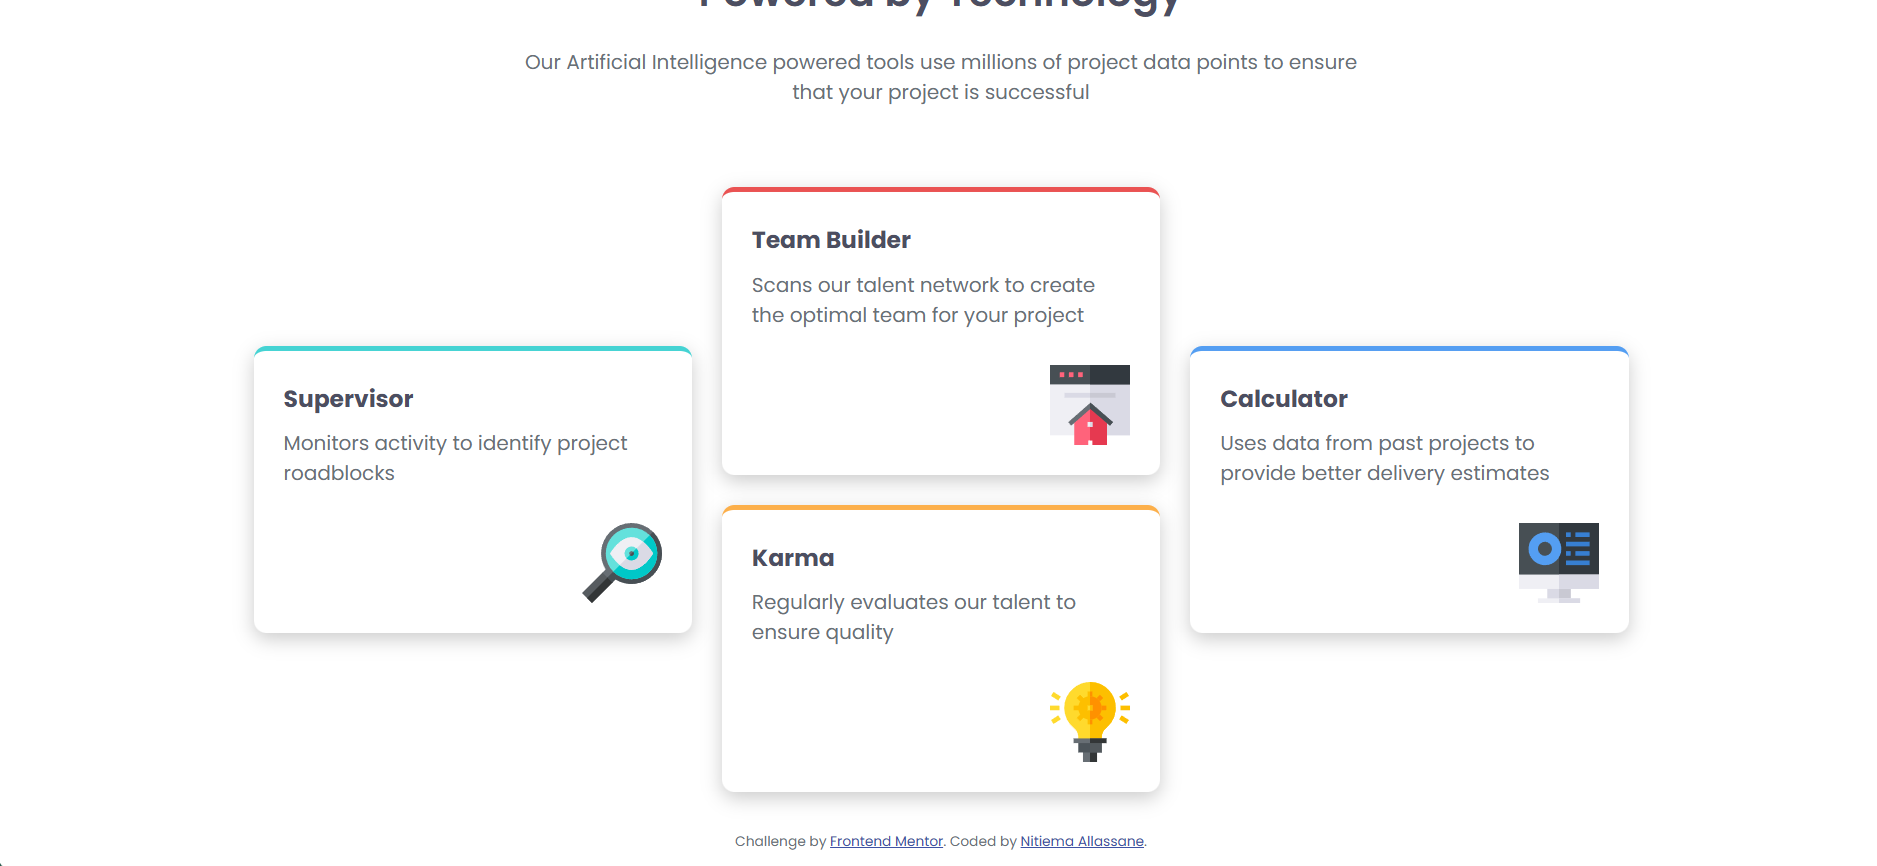 Powered by Technology
Our Artificial Intelligence powered tools use millions of project data points to ensure
that your project is successful
Team Builder
Scans our talent network to create
the optimal team for your project
Supervisor
Monitors activity to identify project
roadblocks
Calculator
Uses data from past projects to
provide better delivery estimates
Karma
Regularly evaluates our talent to
ensure quality
Challenge by Frontend Mentor. Coded by Nitiema Allassane.